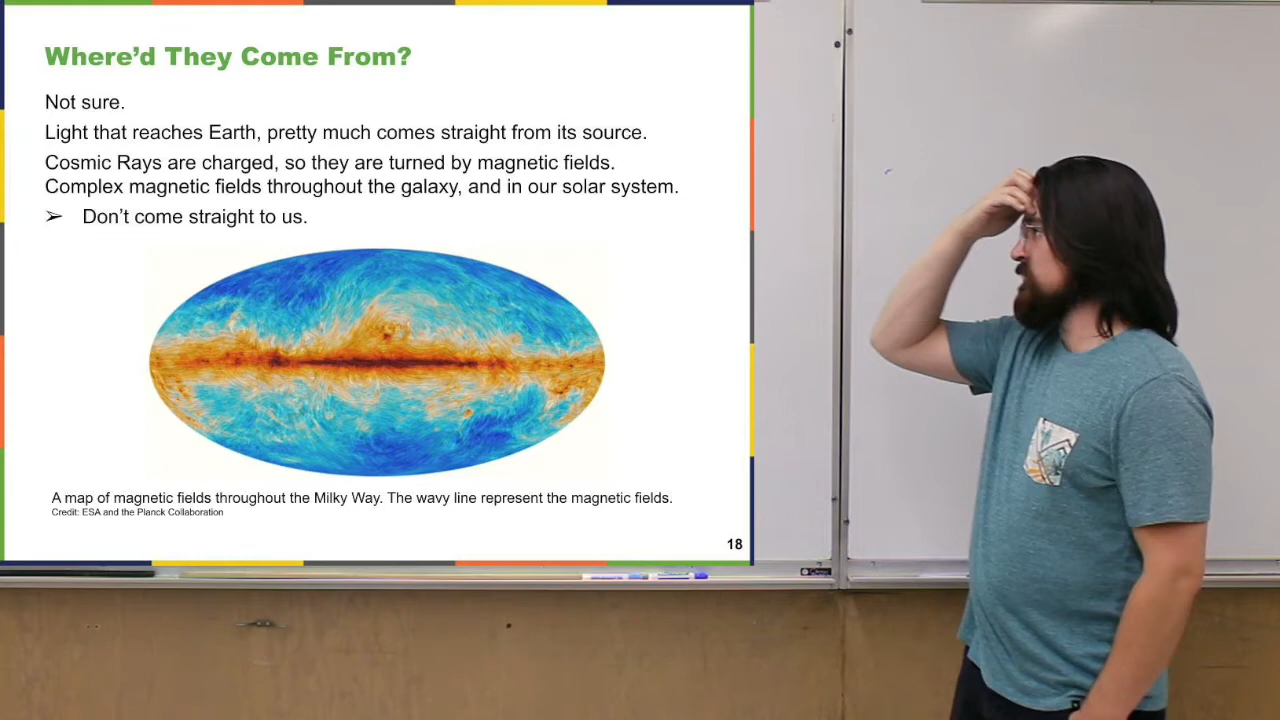 Where’d They Come From?
Not sure.
Light that reaches Earth, pretty much comes straight from its source.
Cosmic Rays are charged, so they are turned by magnetic fields.
Complex magnetic fields throughout the galaxy, and in our solar system.
➢ Don’t come straight to us.
A map of magnetic fields throughout the Milky Way. The wavy line represent the magnetic fields.
Credit: ESA and the Planck Collaboration
18